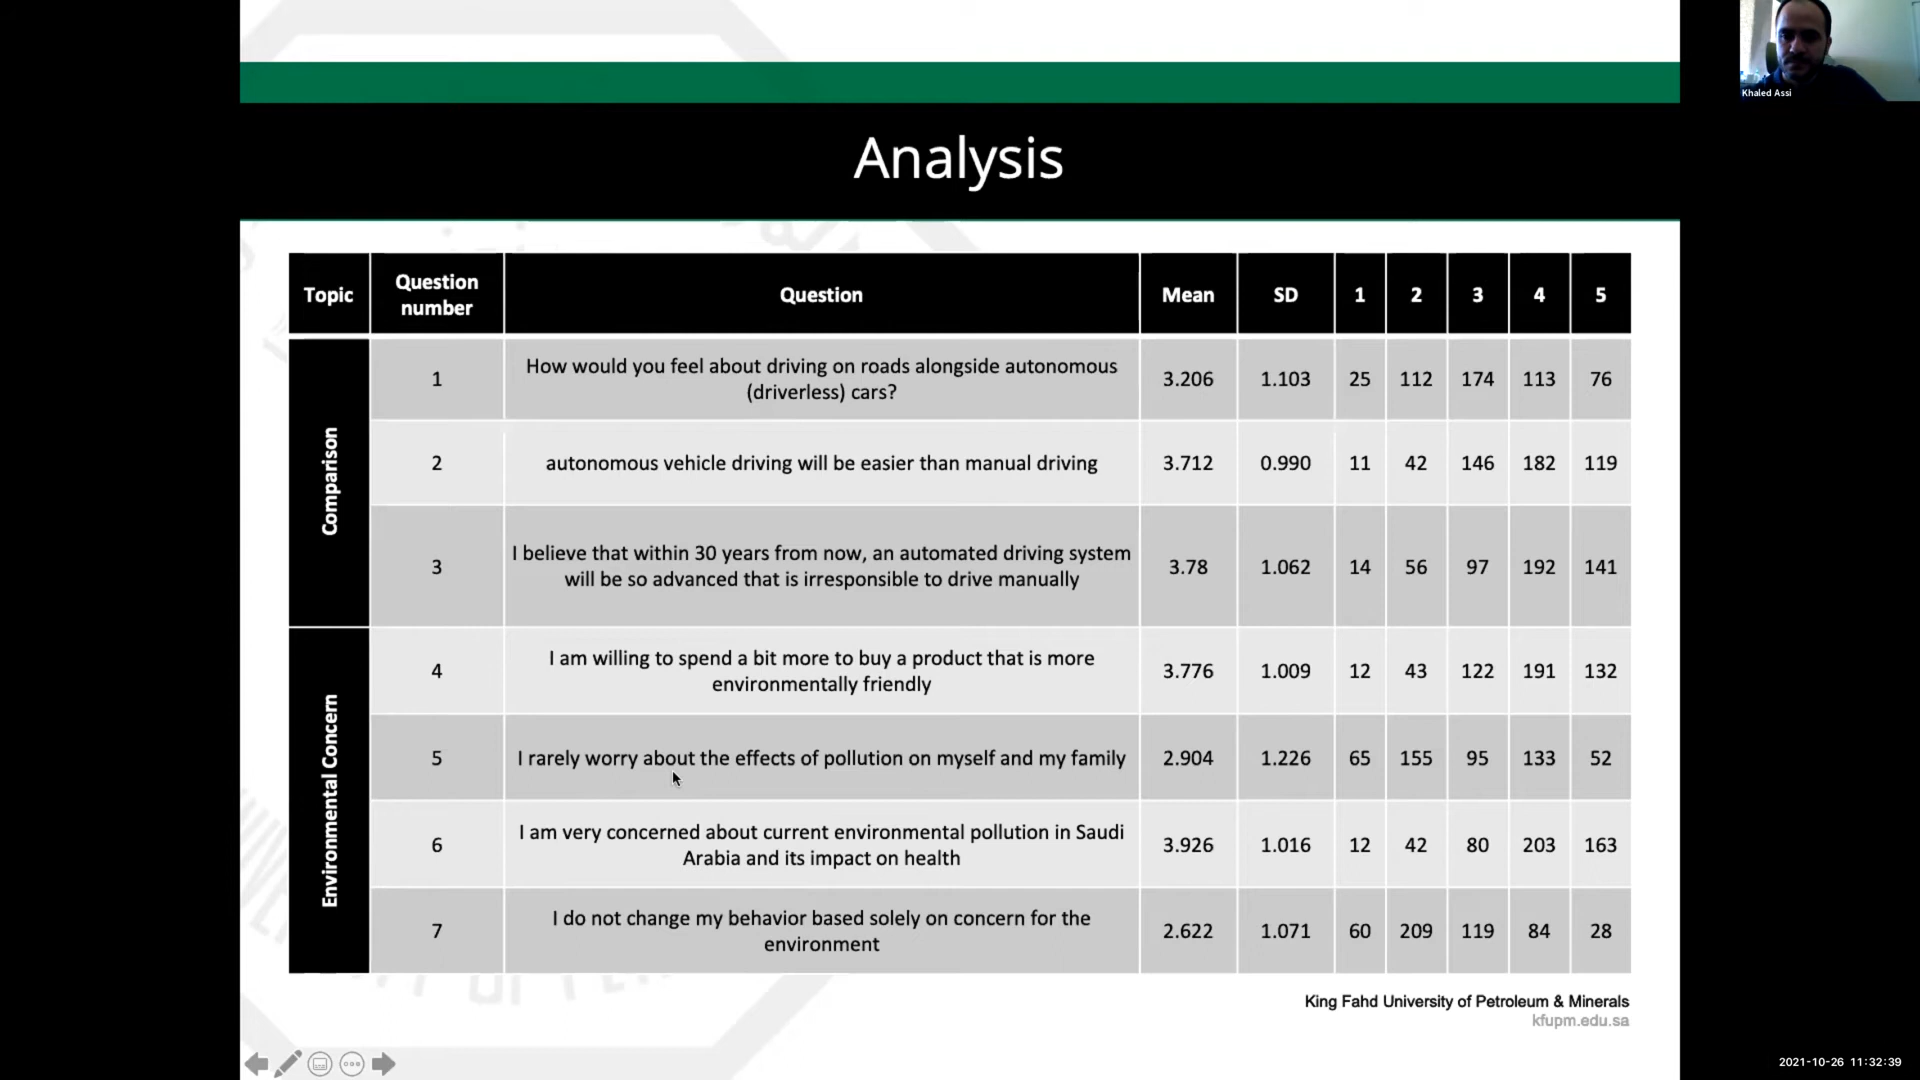 Khaled Assi
Analysis
Topic
Question
number
Question
Mean
SD
1
2
3
4
5
Comparison
1
How would you feel about driving on roads alongside autonomous
(driverless) cars?
3.206
1.103
25
112
174
113
76
2
autonomous vehicle driving will be easier than manual driving
3.712
0.990
11
42
146
182
119
3
I believe that within 30 years from now, an automated driving system
will be so advanced that is irresponsible to drive manually
3.78
1.062
14
56
97
192
141
Environmental Concern
4
I am willing to spend a bit more to buy a product that is more
environmentally friendly
3.776
1.009
12
43
122
191
132
5
I rarely worry about the effects of pollution on myself and my family
2.904
1.226
65
155
95
133
52
6
I am very concerned about current environmental pollution in Saudi
Arabia and its impact on health
3.926
1.016
12
42
80
203
163
7
I do not change my behavior based solely on concern for the
environment
2.622
1.071
60
209
119
84
28
King Fahd University of Petroleum & Minerals
kfupm.edu.sa
2021-10-26 11:32:39